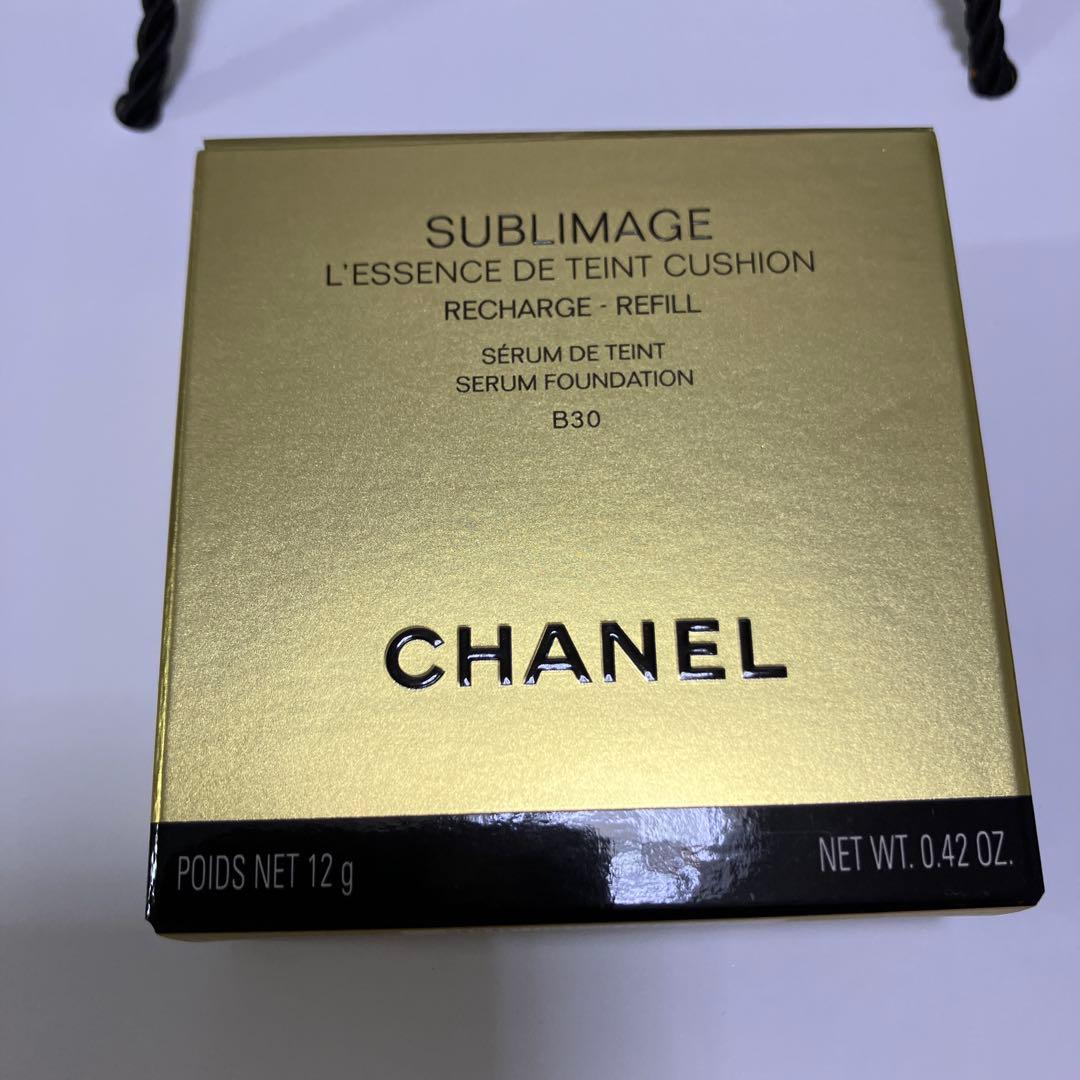 SUBLIMAGE
L'ESSENCE DE TEINT CUSHION
RECHARGE - REFILL
SÉRUM DE TEINT
SERUM FOUNDATION
B30
CHANEL
POIDS NET 12 g
NET WT. 0.42 OZ.